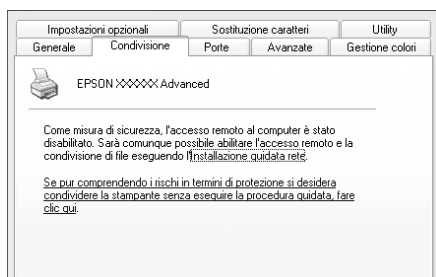 Impostazioni opzionali Sostituzione caratteri Utility
Generale Condivisione Porte Avanzate Gestione colori
EPSON XXXXXX Advanced
Come misura di sicurezza, l'accesso remoto al computer è stato
disabilitato. Sarà comunque possibile abilitare l'accesso remoto e la
condivisione di file eseguendo l'Installazione guidata rete.
Se pur comprendendo i rischi in termini di protezione si desidera
condividere la stampante senza eseguire la procedura guidata, fare
clic qui.